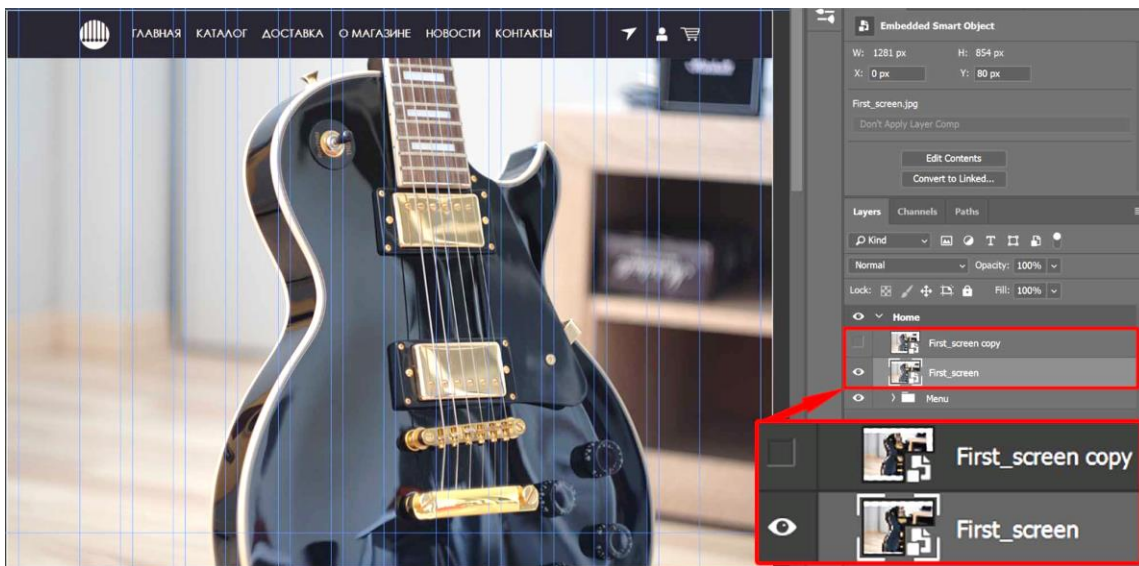 ГЛАВНАЯ КАТАЛОГ ДОСТАВКА О МАГАЗИНЕ НОВОСТИ КОНТАКТЫ
Embedded Smart Object
W: 1281 px H: 854 px
X: 0 px Y: 80 px
First_screen.jpg
Don't Apply Layer Comp
Edit Contents
Convert to Linked...
Layers Channels Paths
Kind
Normal Opacity: 100%
Lock: Fill: 100%
Home
First_screen copy
First_screen
Menu
First_screen copy
First_screen